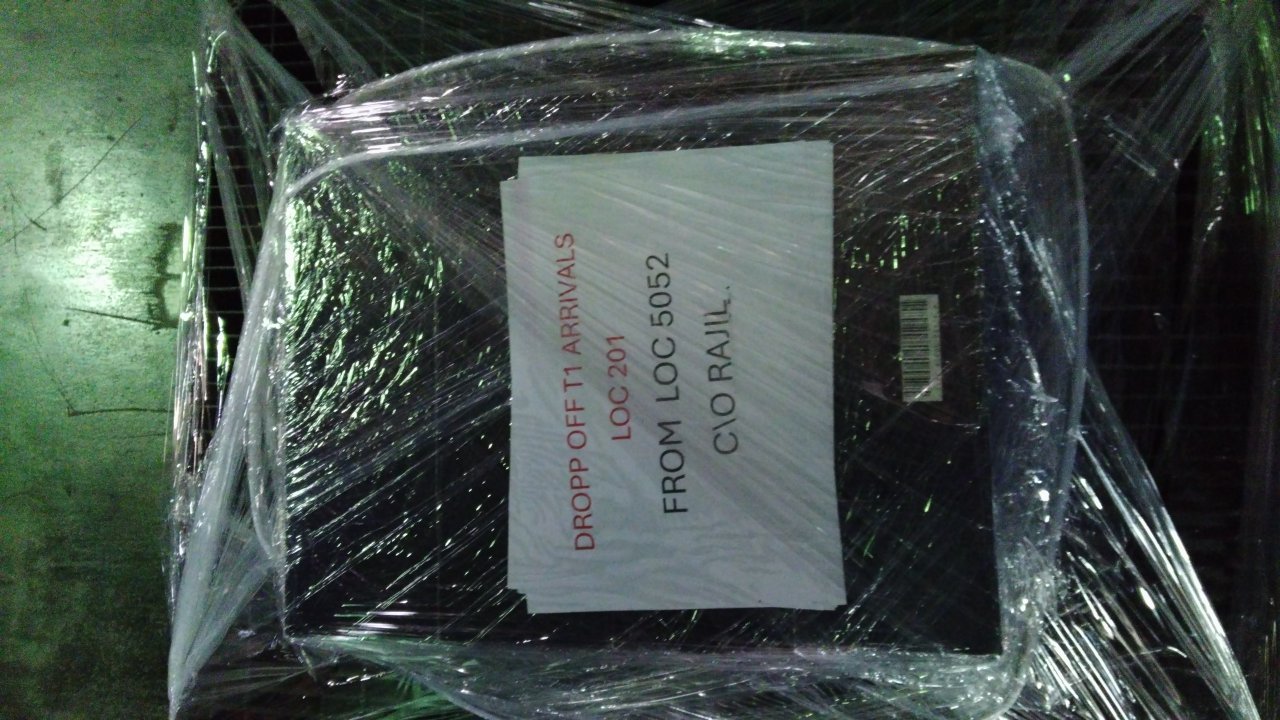 DROPP OFF T1 ARRIVALS
LOC 201
FROM LOC 5052
C\O RAJIL..